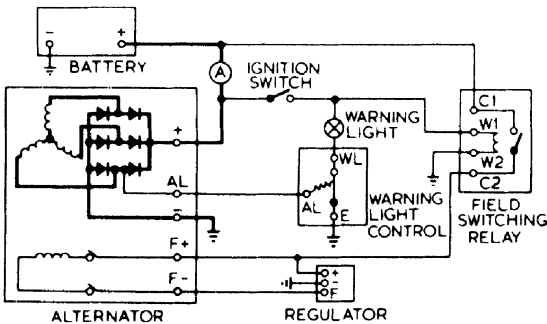 − +
BATTERY
A
IGNITION
SWITCH
C1
W1
W2
C2
WARNING
LIGHT
+
WL
AL
AL
E
WARNING
LIGHT
CONTROL
FIELD
SWITCHING
RELAY
−
F+
F−
+
−
F
ALTERNATOR
REGULATOR